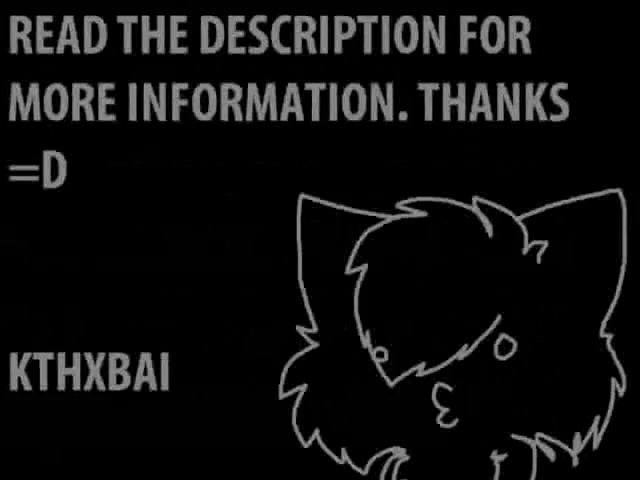 READ THE DESCRIPTION FOR
MORE INFORMATION. THANKS
=D
KTHXBAI